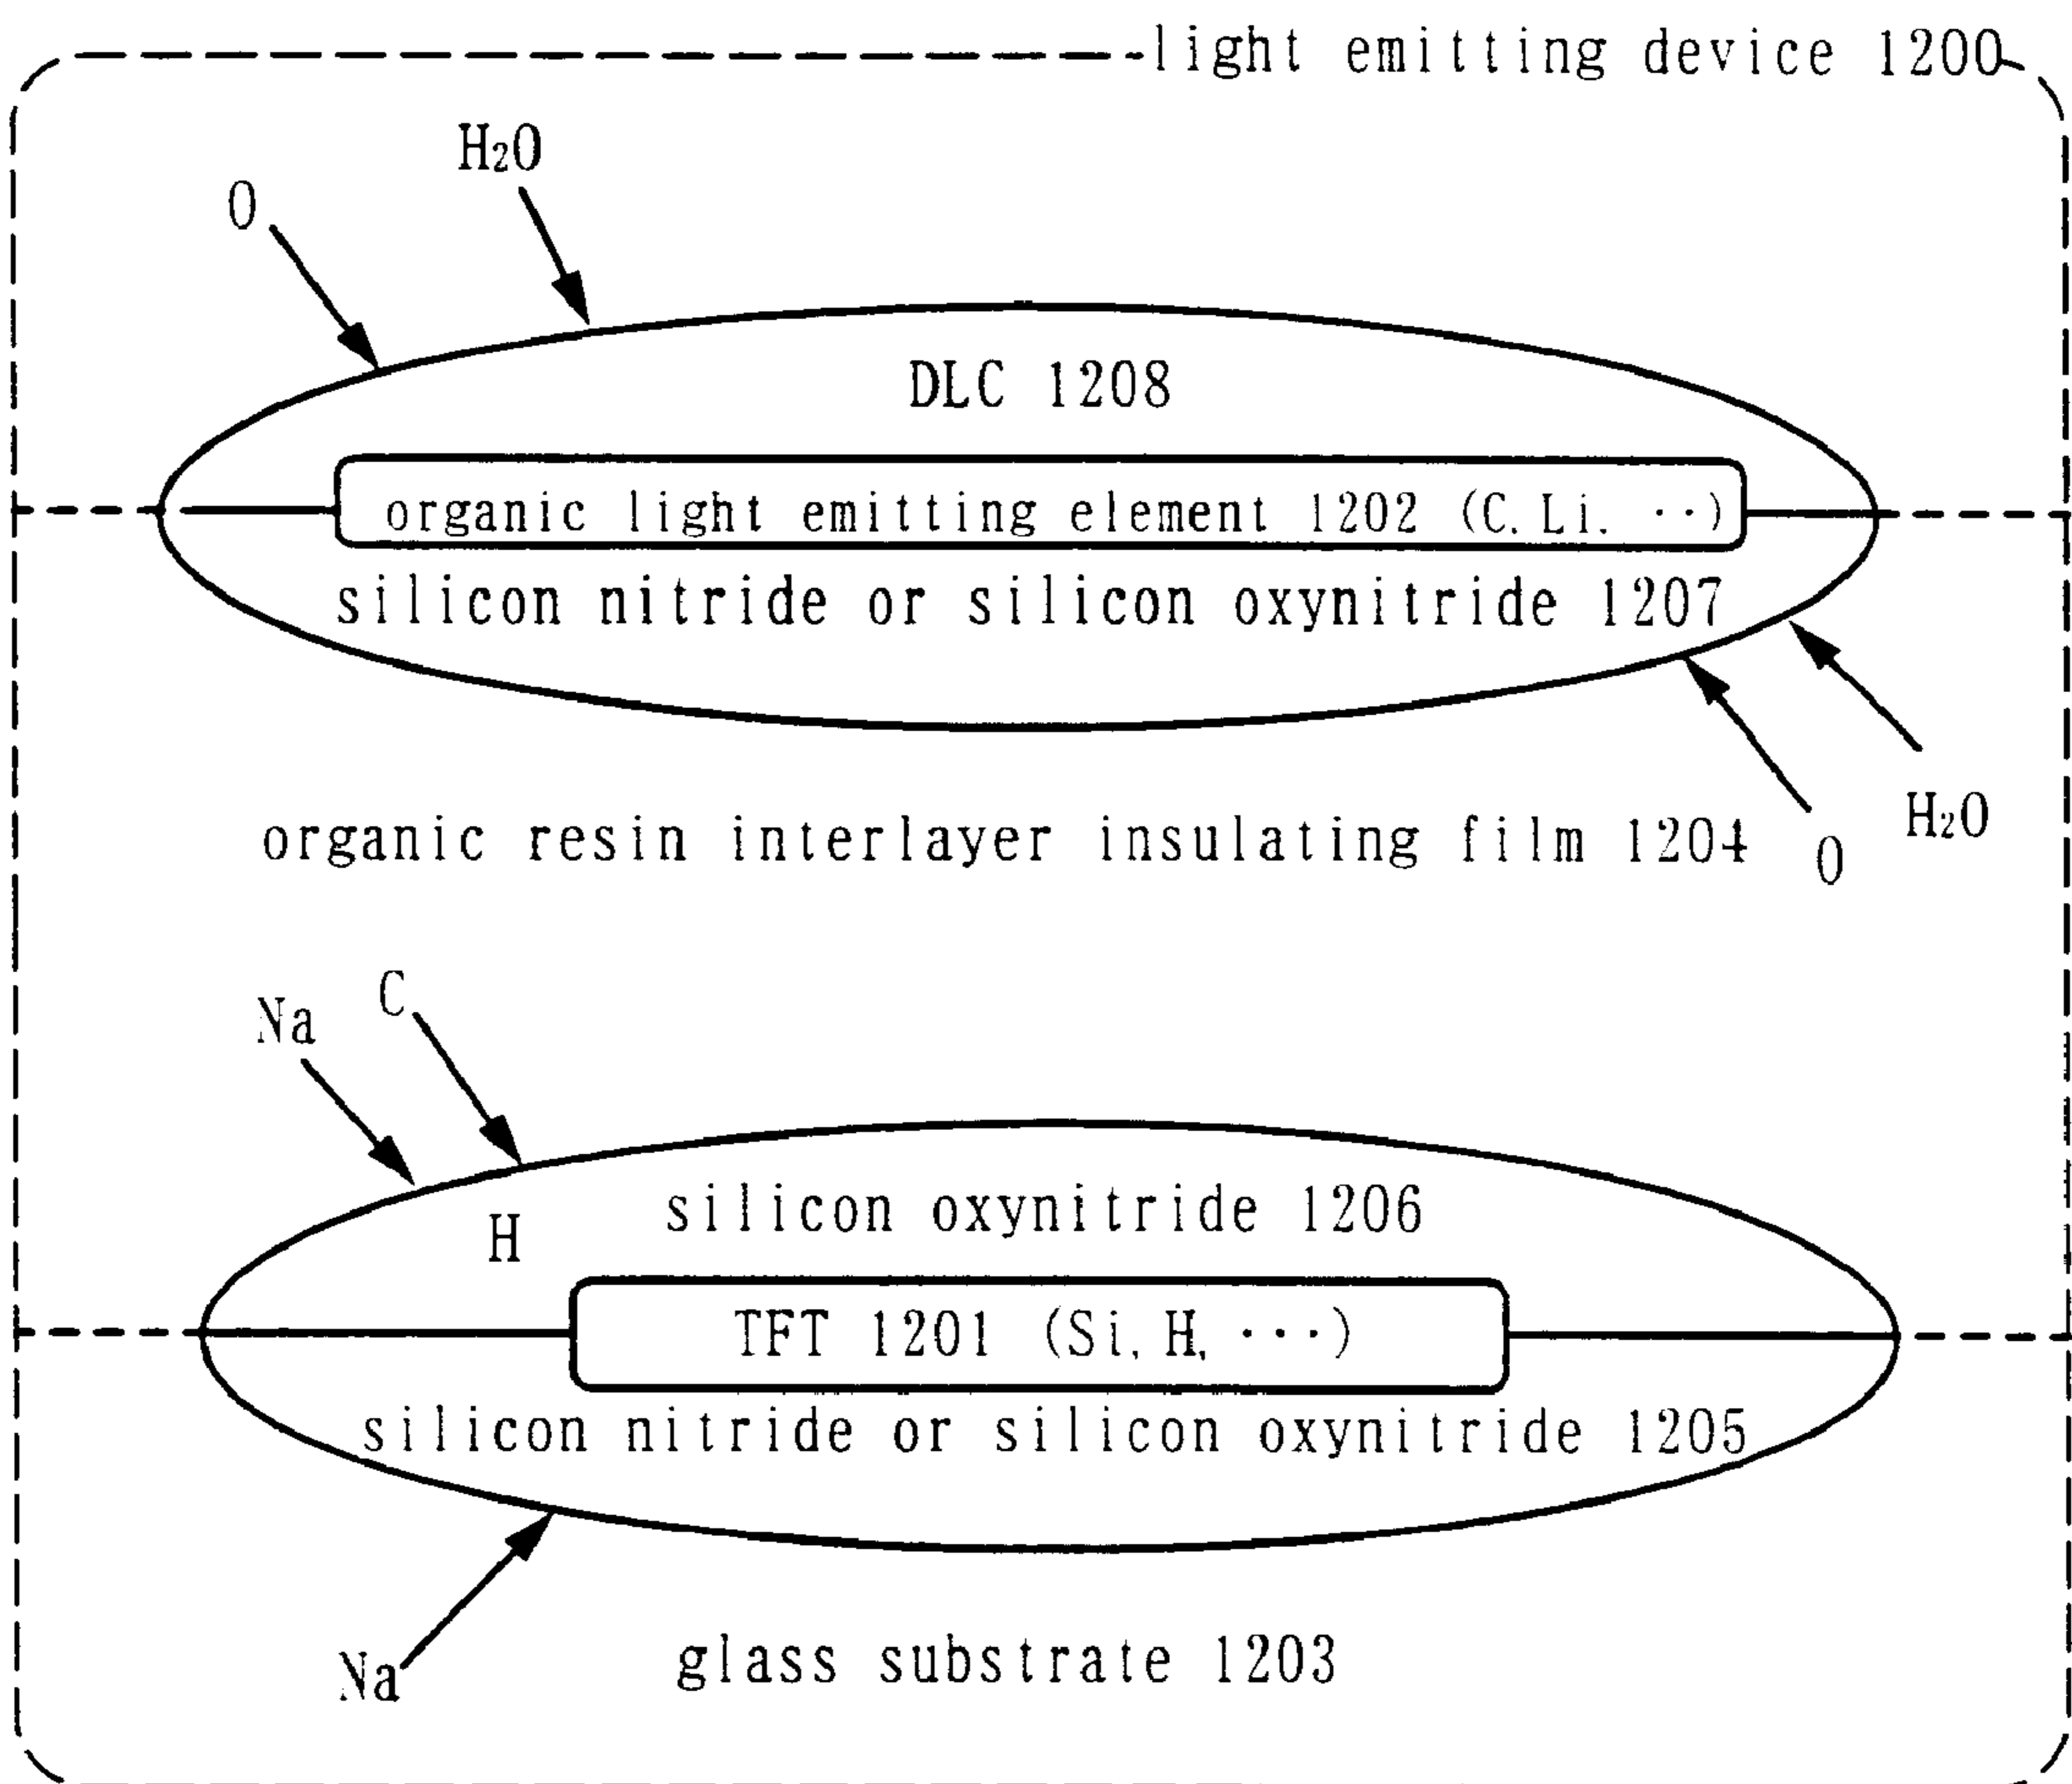 light emitting device 1200
H₂O
O
DLC 1208
organic light emitting element 1202 (C. Li. ··)
silicon nitride or silicon oxynitride 1207
organic resin interlayer insulating film 1204
H₂O
O
C
Na
silicon oxynitride 1206
H
TFT 1201 (Si, H, ···)
silicon nitride or silicon oxynitride 1205
Na
glass substrate 1203